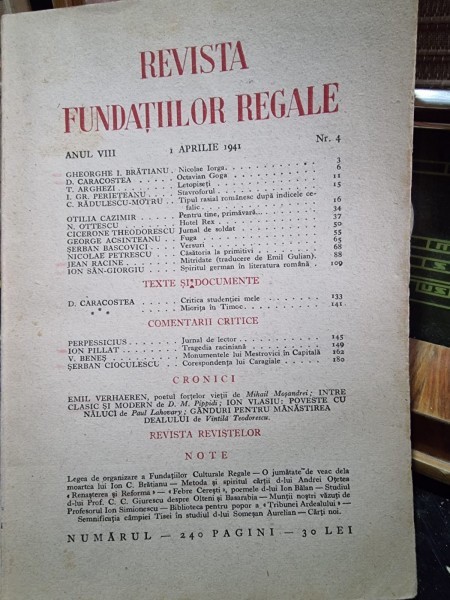 REVISTA
FUNDAȚIILOR REGALE
ANUL VIII 1 APRILIE 1941 Nr. 4
GHEORGHE I. BRĂTIANU . Nicolae Iorga . . . 3
D. CARACOSTEA . . . . . Octavian Goga . . . 6
T. ARGHEZI . . . . . Letopiseți . . . 11
I. GR. PERIEȚEANU . . Stavroforul . . . 15
C. RĂDULESCU-MOTRU . . Tipul rasial românesc după indicele cefalic . . . 16
OTILIA CAZIMIR . . . . Pentru tine, primăvară . . . 34
N. OTTESCU . . . . Hotel Rex . . . 37
CICERONE THEODORESCU Jurnal de soldat . . . 50
GEORGE ACSINTEANU . . Fuga . . . 55
ȘERBAN BASCOVICI . . Versuri . . . 65
NICOLAE PETRESCU . . Căsătoria la primitivi . . . 68
JEAN RACINE . . . . Mitridate (traducere de Emil Gulian) . 88
ION SÂN-GIORGIU . . . Spiritul german în literatura română . 109
TEXTE ȘI DOCUMENTE
D. CARACOSTEA . . . . . Critica studenției mele . . . 133
* * * . . . . . Miorița în Timoc . . . 141
COMENTARII CRITICE
PERPESSICIUS . . . . Jurnal de lector . . . 145
ION PILLAT . . . . Tragedia raciniană . . . 149
V. BENEȘ . . . . Monumentele lui Mestrovici în Capitală 162
ȘERBAN CIOCULESCU . . Corespondența lui Caragiale . . . 180
CRONICI
EMIL VERHAEREN, poetul forțelor vieții de Mihail Moșandrei; INTRE
CLASIC ȘI MODERN de D. M. Pippidi; ION VLASIU: POVESTE CU
NĂLUCI de Paul Lahovary; GÂNDURI PENTRU MÂNĂSTIREA
DEALULUI de Vintilă Teodorescu.
REVISTA REVISTELOR
NOTE
Legea de organizare a Fundațiilor Culturale Regale — O jumătate de veac dela
moartea lui Ion C. Brătianu — Metoda și spiritul cărții d-lui Andrei Oțetea
« Renașterea și Reforma » — « Febre Cerești », poemele d-lui Ion Bălan — Studiul
d-lui Prof. C. C. Giurescu despre Olteni și Basarabia — Munții noștri văzuți de
Profesorul Ion Simionescu — Biblioteca pentru popor a « Tribunei Ardealului » —
Semnificația câmpiei Tisei în studiul d-lui Someșan Aurelian — Cărți noi.
NUMĂRUL — 240 PAGINI — 30 LEI